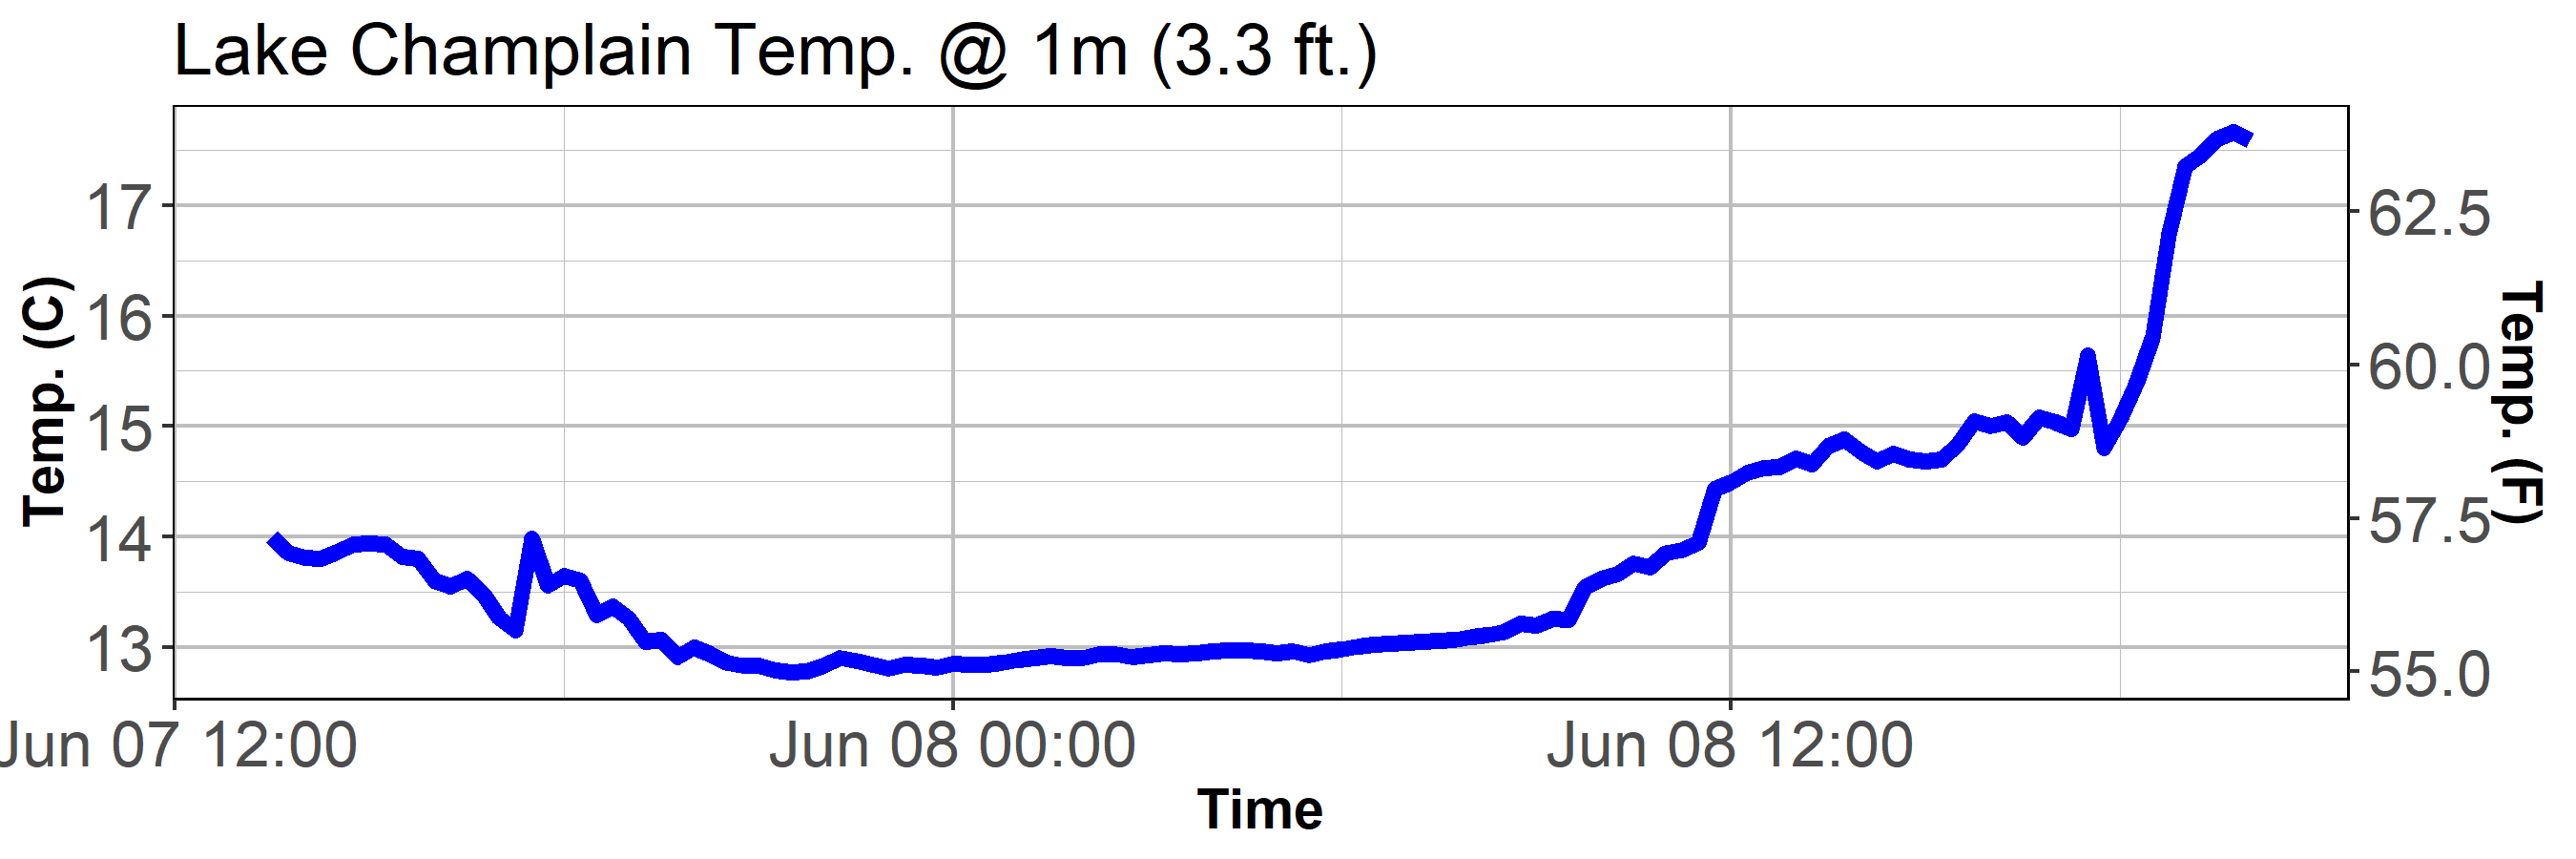 Lake Champlain Temp. @ 1m (3.3 ft.)
Temp. (C)
17
16
15
14
13
62.5
60.0
57.5
55.0
Temp. (F)
Jun 07 12:00
Jun 08 00:00
Jun 08 12:00
Time